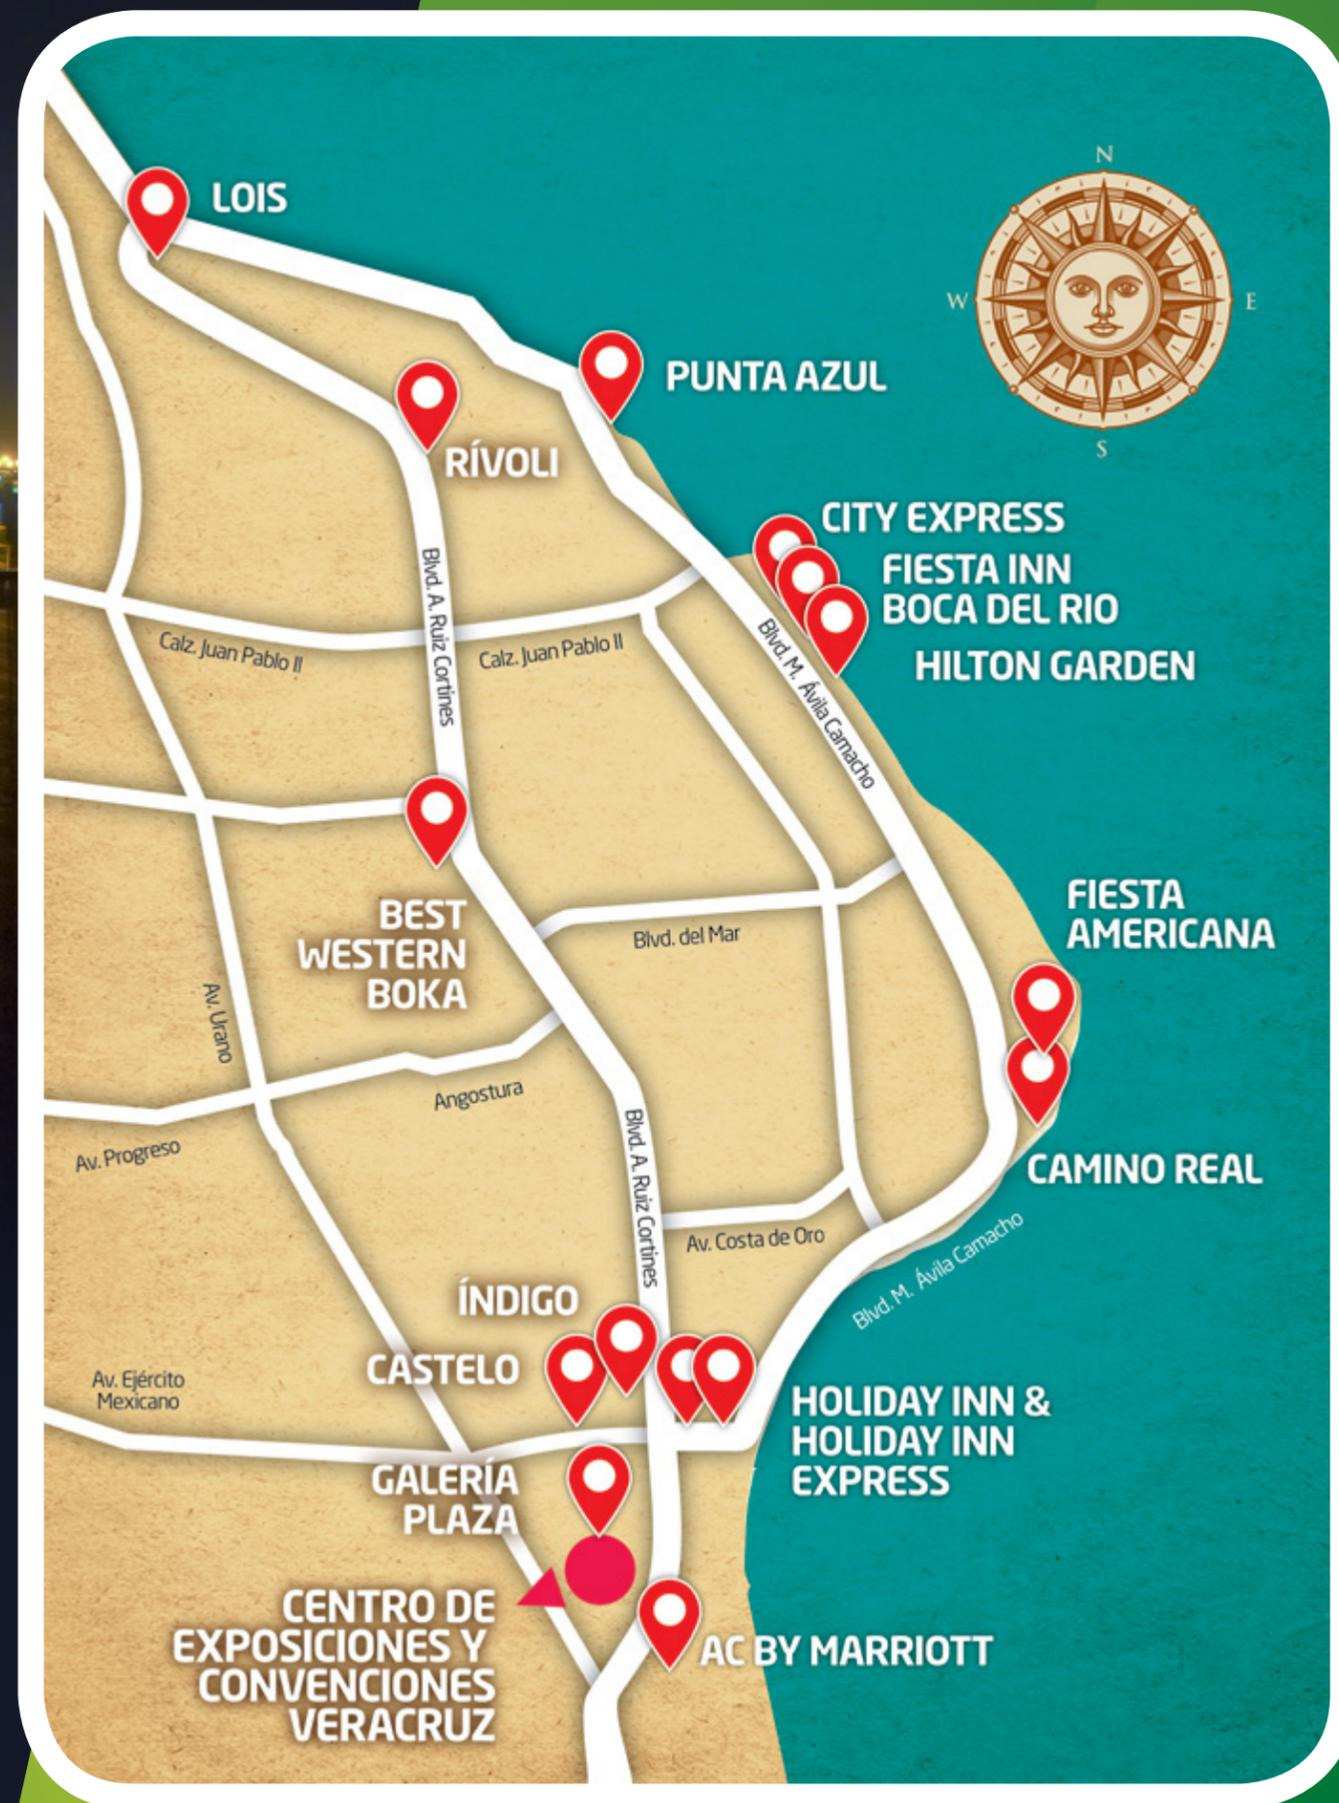 N
LOIS
W
E
PUNTA AZUL
S
RÍVOLI
CITY EXPRESS
FIESTA INN
BOCA DEL RIO
HILTON GARDEN
Blvd. A. Ruiz Cortines
Calz. Juan Pablo II
Calz. Juan Pablo II
Blvd. M. Ávila Camacho
FIESTA
AMERICANA
BEST
WESTERN
BOKA
Blvd. del Mar
Av. Urano
Angostura
Av. Progreso
CAMINO REAL
Blvd. A. Ruiz Cortines
Av. Costa de Oro
Blvd. M. Ávila Camacho
ÍNDIGO
CASTELO
Av. Ejército
Mexicano
HOLIDAY INN &
HOLIDAY INN
EXPRESS
GALERÍA
PLAZA
CENTRO DE
EXPOSICIONES Y
CONVENCIONES
VERACRUZ
AC BY MARRIOTT